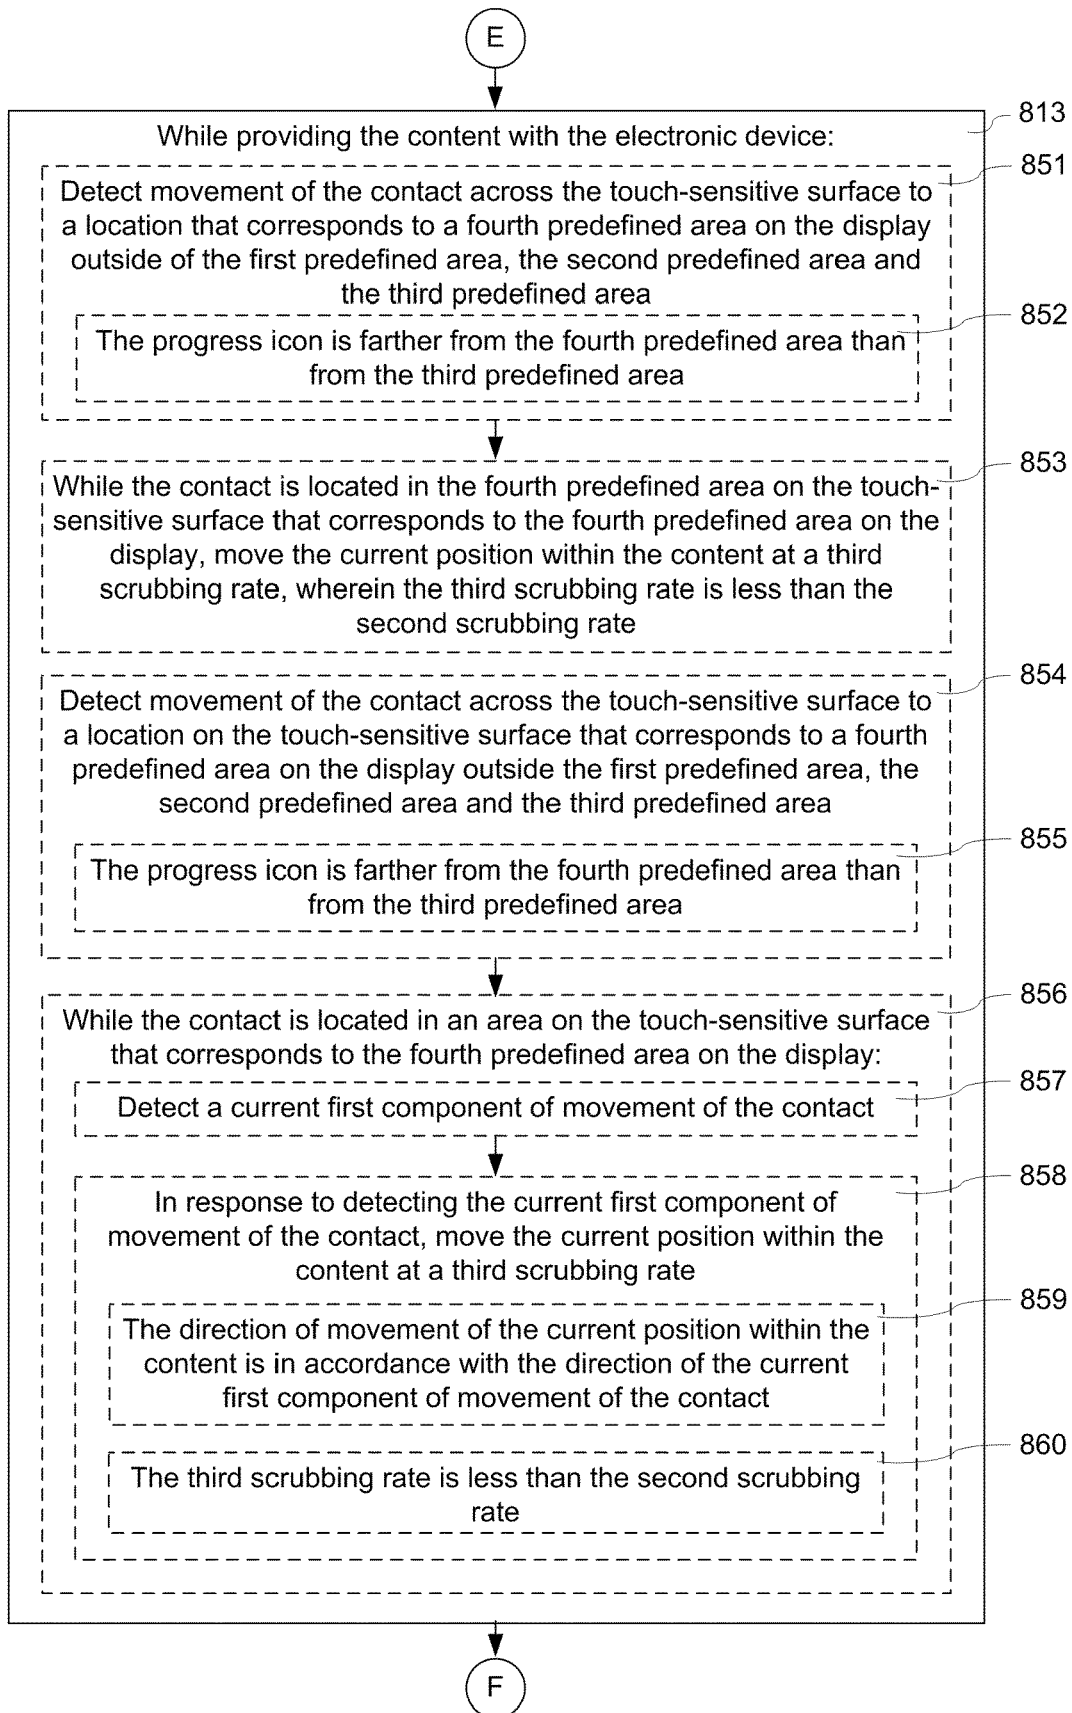 E
813
While providing the content with the electronic device:
851
Detect movement of the contact across the touch-sensitive surface to
a location that corresponds to a fourth predefined area on the display
outside of the first predefined area, the second predefined area and
the third predefined area
852
The progress icon is farther from the fourth predefined area than
from the third predefined area
853
While the contact is located in the fourth predefined area on the touch-
sensitive surface that corresponds to the fourth predefined area on the
display, move the current position within the content at a third
scrubbing rate, wherein the third scrubbing rate is less than the
second scrubbing rate
854
Detect movement of the contact across the touch-sensitive surface to
a location on the touch-sensitive surface that corresponds to a fourth
predefined area on the display outside the first predefined area, the
second predefined area and the third predefined area
855
The progress icon is farther from the fourth predefined area than
from the third predefined area
856
While the contact is located in an area on the touch-sensitive surface
that corresponds to the fourth predefined area on the display:
857
Detect a current first component of movement of the contact
858
In response to detecting the current first component of
movement of the contact, move the current position within the
content at a third scrubbing rate
859
The direction of movement of the current position within the
content is in accordance with the direction of the current
first component of movement of the contact
860
The third scrubbing rate is less than the second scrubbing
rate
F